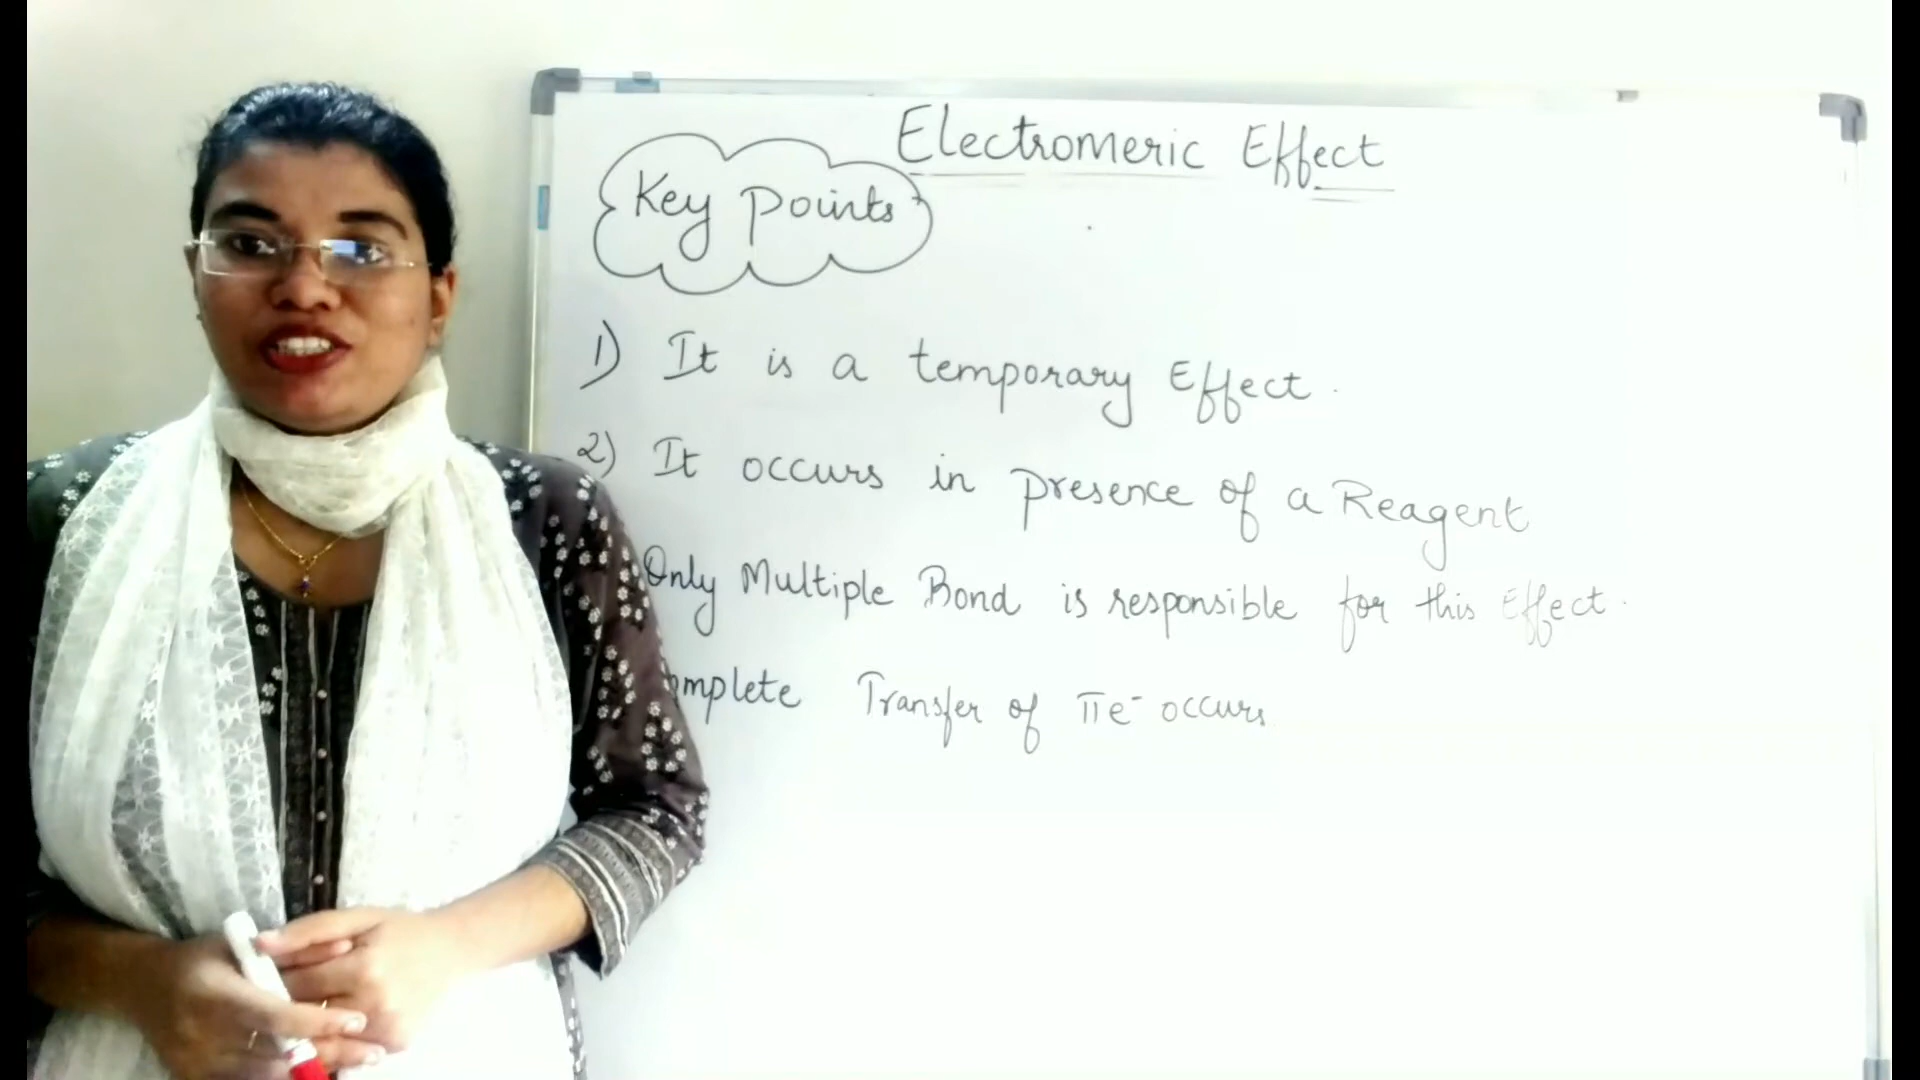 Electromeric Effect
Key Points
1) It is a temporary Effect.
2) It occurs in presence of a Reagent
Only Multiple Bond is responsible for this Effect.
Transfer of πe⁻ occurs